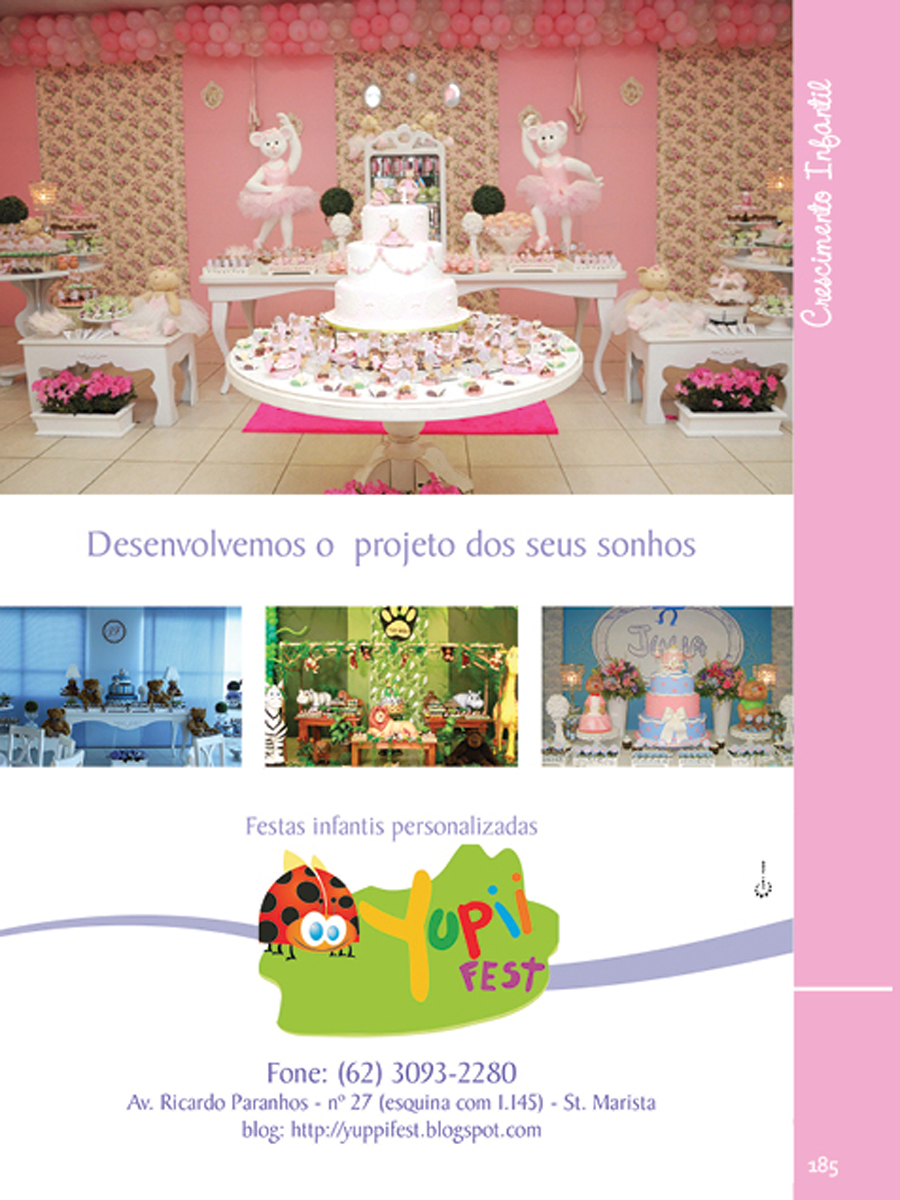 Crescimento Infantil
Desenvolvemos o projeto dos seus sonhos
Festas infantis personalizadas
Yupii
FEST
Fone: (62) 3093-2280
Av. Ricardo Paranhos - nº 27 (esquina com 1.145) - St. Marista
blog: http://yuppifest.blogspot.com
185